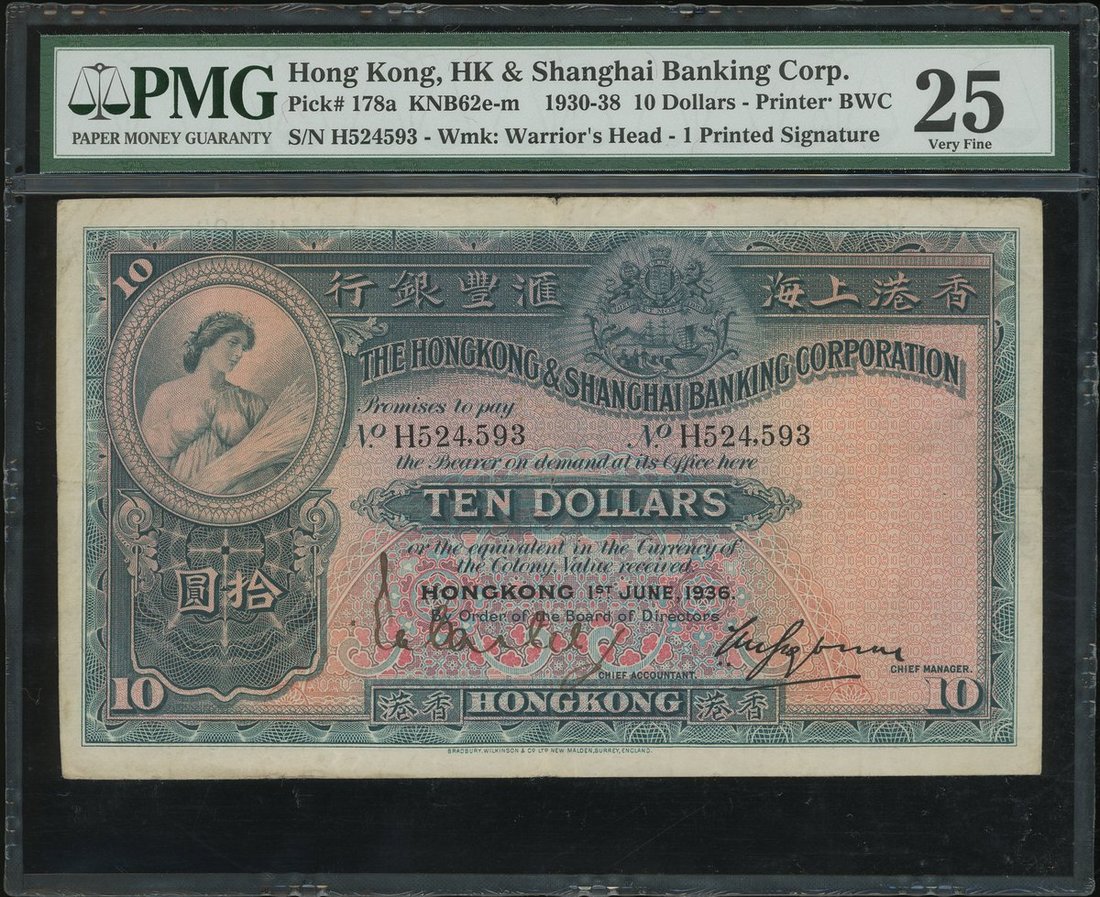 PMG
PAPER MONEY GUARANTY
Hong Kong, HK & Shanghai Banking Corp.
Pick# 178a KNB62e-m 1930-38 10 Dollars - Printer: BWC
S/N H524593 - Wmk: Warrior's Head - 1 Printed Signature
25
Very Fine
10
行銀豐滙 海上港香
THE HONGKONG & SHANGHAI BANKING CORPORATION
Promises to pay
No. H524,593 No. H524,593
the Bearer on demand at its Office here
TEN DOLLARS
or the equivalent in the Currency of
the Colony, Value received.
圓拾
HONGKONG 1ST JUNE, 1936.
By Order of the Board of Directors
CHIEF ACCOUNTANT.
CHIEF MANAGER.
10 港香 HONGKONG 港香 10
BRADBURY, WILKINSON & CO LTD NEW MALDEN, SURREY, ENGLAND.